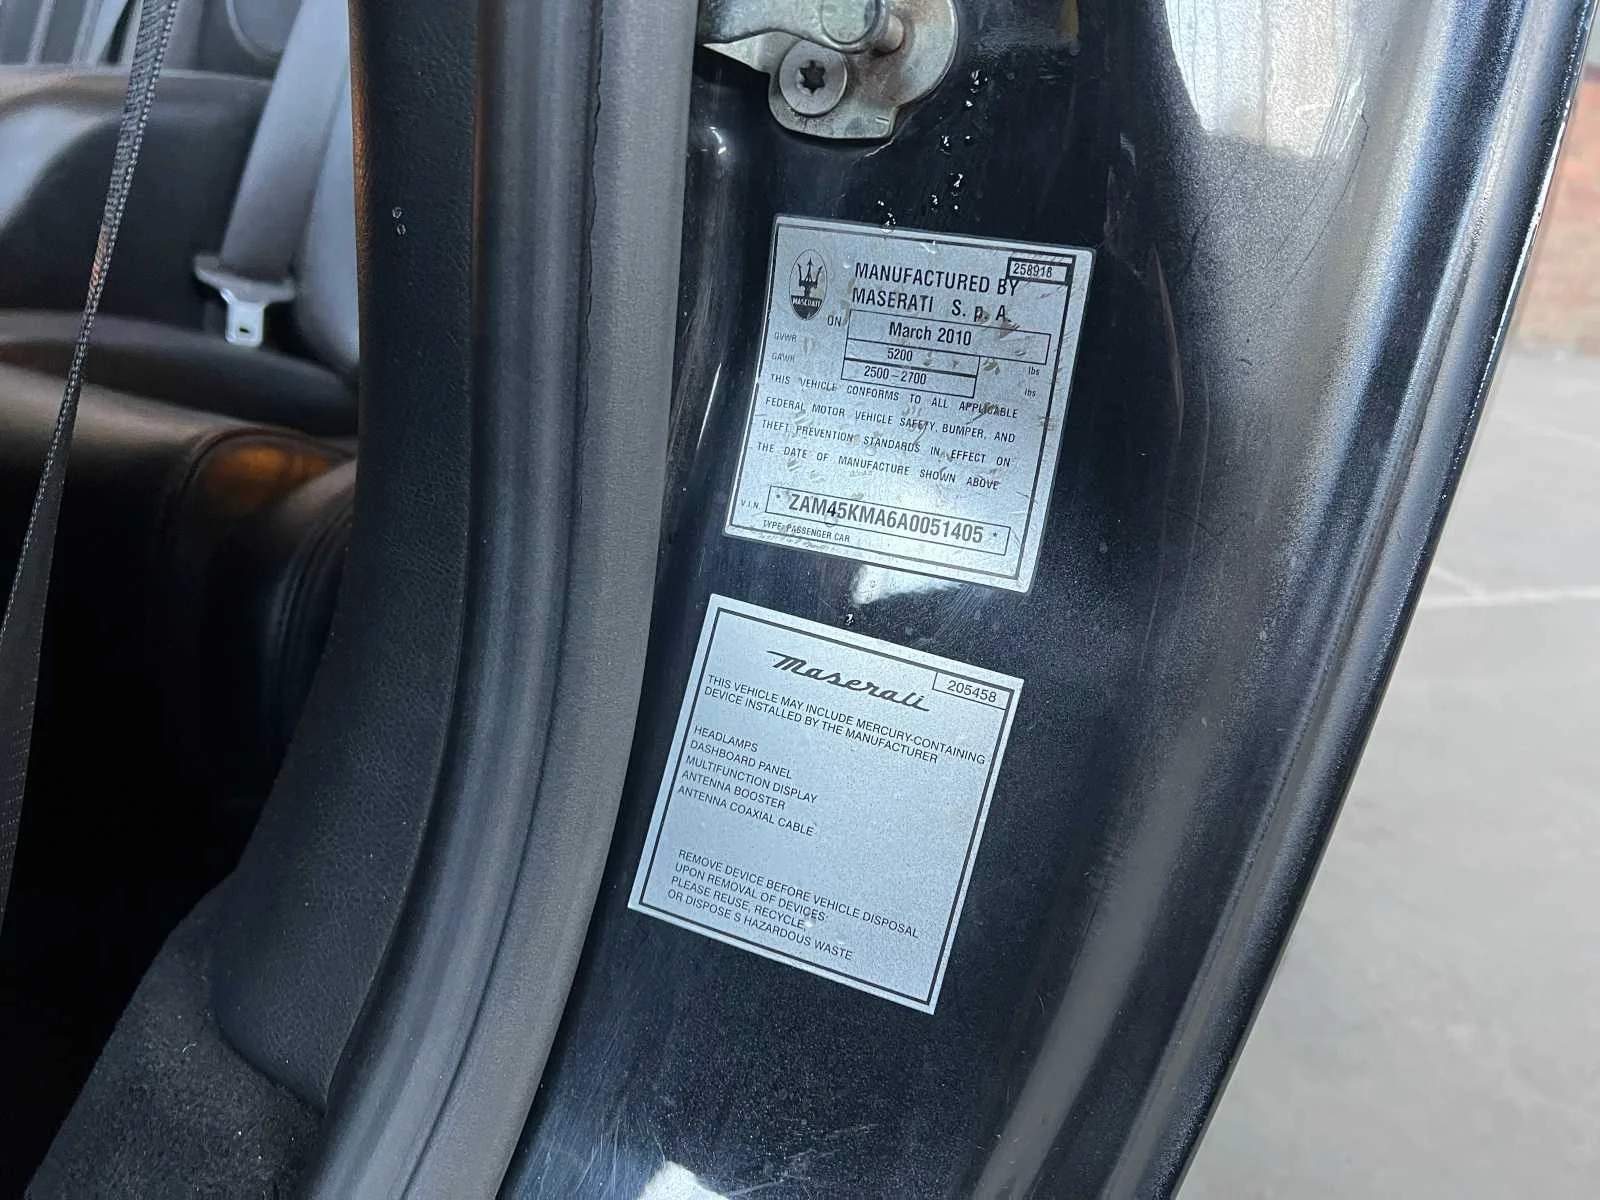 258918
MANUFACTURED BY
MASERATI S. p. A.
MASERATI
ON March 2010
GVWR 5200 lbs
GAWR 2500-2700 lbs
THIS VEHICLE CONFORMS TO ALL APPLICABLE
FEDERAL MOTOR VEHICLE SAFETY, BUMPER, AND
THEFT PREVENTION STANDARDS IN EFFECT ON
THE DATE OF MANUFACTURE SHOWN ABOVE
V.I.N. * ZAM45KMA6A0051405 *
TYPE: PASSENGER CAR
Maserati 205458
THIS VEHICLE MAY INCLUDE MERCURY-CONTAINING
DEVICE INSTALLED BY THE MANUFACTURER
HEADLAMPS
DASHBOARD PANEL
MULTIFUNCTION DISPLAY
ANTENNA BOOSTER
ANTENNA COAXIAL CABLE
REMOVE DEVICE BEFORE VEHICLE DISPOSAL
UPON REMOVAL OF DEVICES:
PLEASE REUSE, RECYCLE,
OR DISPOSE S HAZARDOUS WASTE